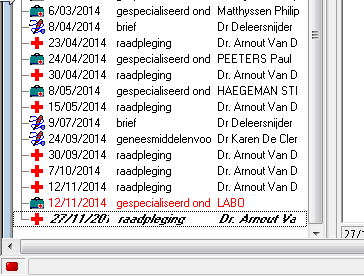 6/03/2014 gespecialiseerd ond Matthyssen Philip
8/04/2014 brief Dr Deleersnijder
23/04/2014 raadpleging Dr. Arnout Van D
24/04/2014 gespecialiseerd ond PEETERS Paul
30/04/2014 raadpleging Dr. Arnout Van D
8/05/2014 gespecialiseerd ond HAEGEMAN STI
15/05/2014 raadpleging Dr. Arnout Van D
9/07/2014 brief Dr Deleersnijder
24/09/2014 geneesmiddelenvoo Dr Karen De Cler
30/09/2014 raadpleging Dr. Arnout Van D
7/10/2014 raadpleging Dr. Arnout Van D
12/11/2014 raadpleging Dr. Arnout Van D
12/11/2014 gespecialiseerd ond LABO
27/11/201 raadpleging Dr. Arnout Va
27/1